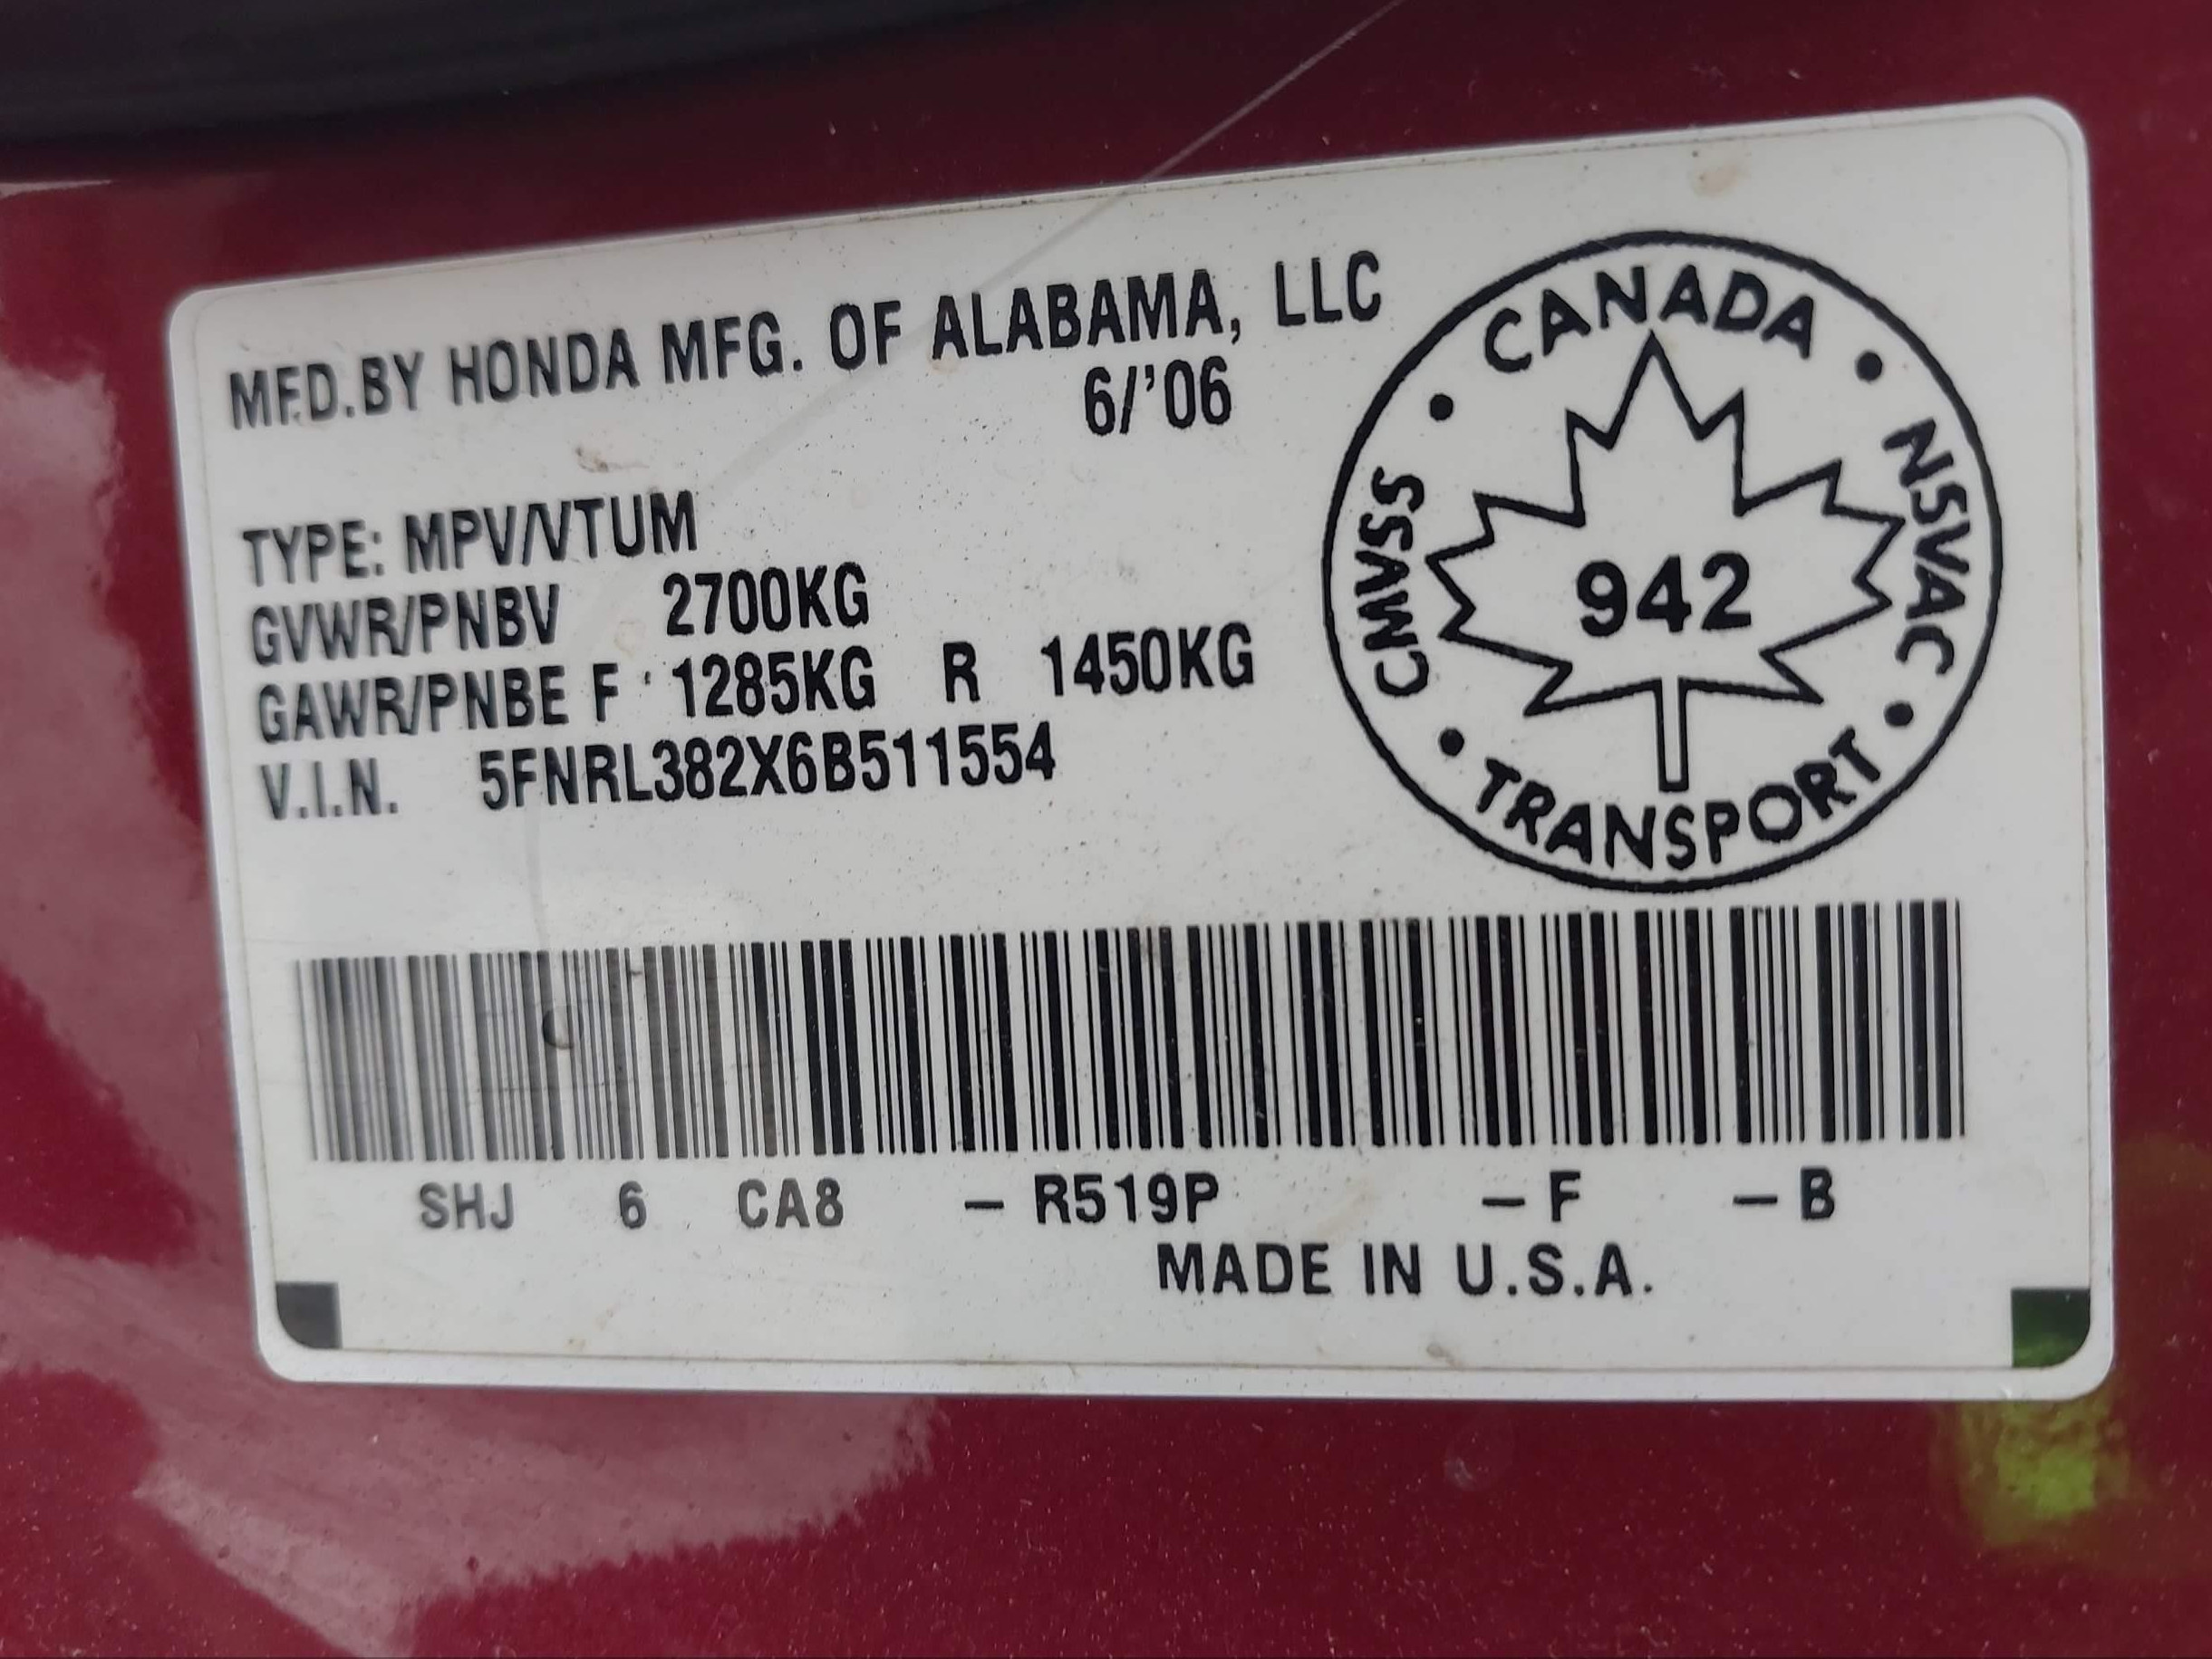 MFD.BY HONDA MFG. OF ALABAMA, LLC
6/'06
TYPE: MPV/VTUM
GVWR/PNBV 2700KG
GAWR/PNBE F 1285KG R 1450KG
V.I.N. 5FNRL382X6B511554
CANADA • NSVAC • TRANSPORT • CMVSS •
942
SHJ 6 CA8 – R519P – F – B
MADE IN U.S.A.